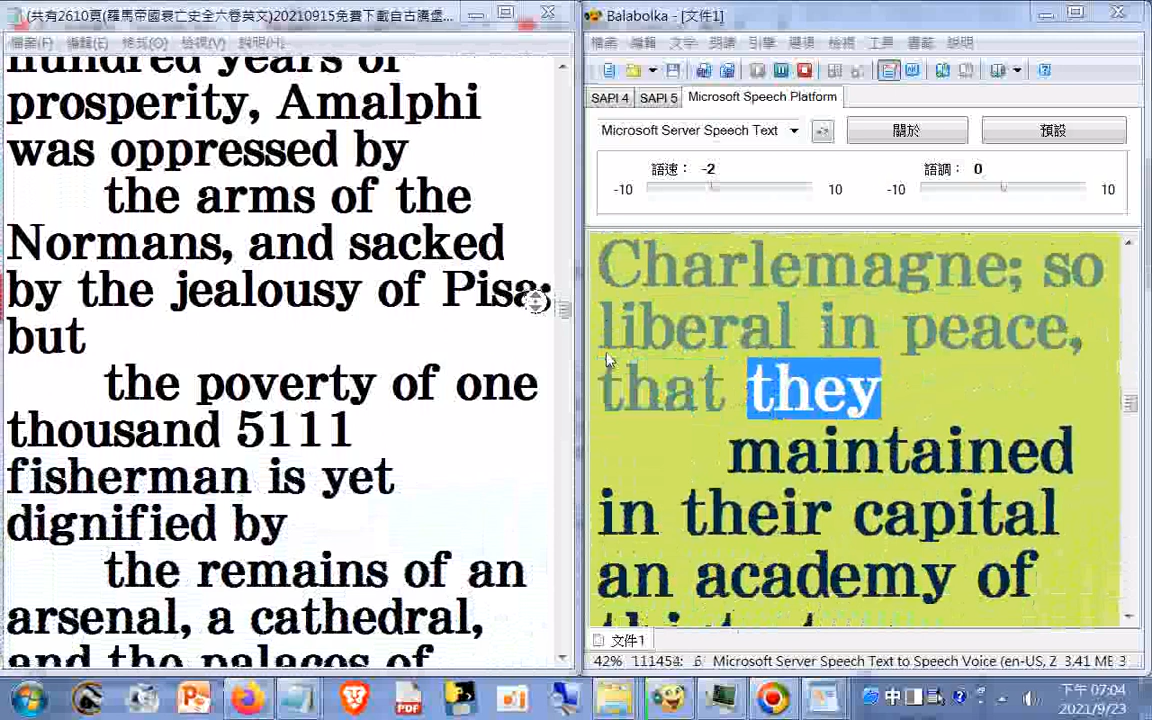 (共有2610頁(羅馬帝國衰亡史全六卷英文)20210915免費下載自古騰堡...
檔案(F) 編輯(E) 格式(O) 檢視(V) 說明(H)
hundred years of
prosperity, Amalphi
was oppressed by
the arms of the
Normans, and sacked
by the jealousy of Pisa;
but
the poverty of one
thousand 5111
fisherman is yet
dignified by
the remains of an
arsenal, a cathedral,
and the palaces of
Balabolka - [文件1]
檔案 編輯 文字 朗讀 引擎 選項 檢視 工具 書籤 說明
SAPI 4 SAPI 5 Microsoft Speech Platform
Microsoft Server Speech Text
關於
預設
語速： -2
語調： 0
-10 10 -10 10
Charlemagne; so
liberal in peace,
that they
maintained
in their capital
an academy of
文件1
42% 111454: 6 Microsoft Server Speech Text to Speech Voice (en-US, Z 3.41 MB 3
中
下午 07:04
2021/9/23